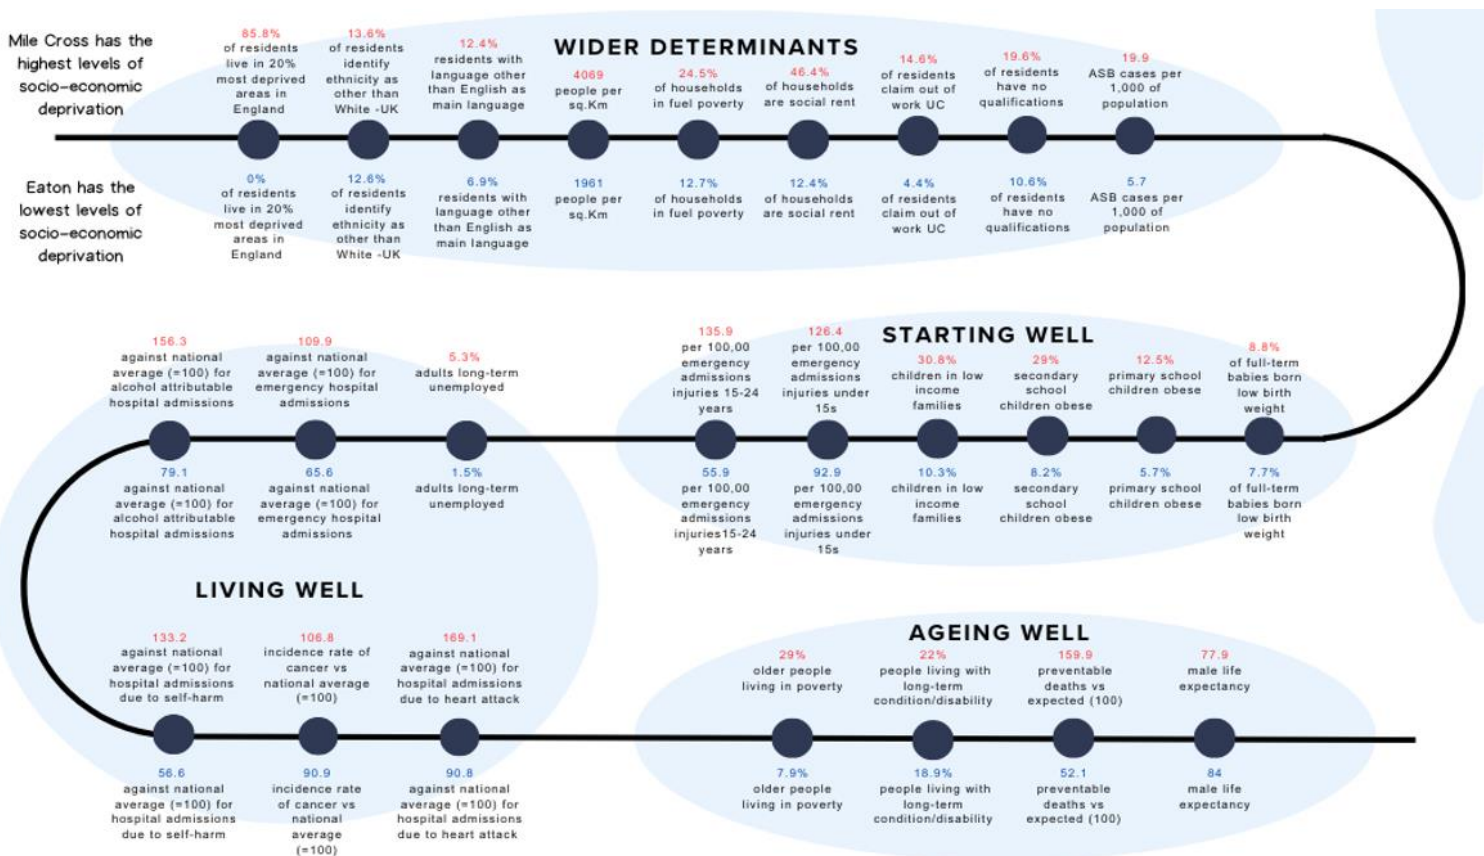 Mile Cross has the
highest levels of
socio-economic
deprivation
85.8%
of residents
live in 20%
most deprived
areas in
England
13.6%
of residents
identify
ethnicity as
other than
White -UK
12.4%
residents with
language other
than English as
main language
WIDER DETERMINANTS
4069
people per
sq.Km
24.5%
of households
in fuel poverty
46.4%
of households
are social rent
14.6%
of residents
claim out of
work UC
19.6%
of residents
have no
qualifications
19.9
ASB cases per
1,000 of
population
Eaton has the
lowest levels of
socio-economic
deprivation
0%
of residents
live in 20%
most deprived
areas in
England
12.6%
of residents
identify
ethnicity as
other than
White -UK
6.9%
residents with
language other
than English as
main language
1961
people per
sq.Km
12.7%
of households
in fuel poverty
12.4%
of households
are social rent
4.4%
of residents
claim out of
work UC
10.6%
of residents
have no
qualifications
5.7
ASB cases per
1,000 of
population
STARTING WELL
156.3
against national
average (=100) for
alcohol attributable
hospital admissions
109.9
against national
average (=100) for
emergency hospital
admissions
5.3%
adults long-term
unemployed
135.9
per 100,00
emergency
admissions
injuries 15-24
years
126.4
per 100,00
emergency
admissions
injuries under
15s
30.8%
children in low
income
families
29%
secondary
school
children obese
12.5%
primary school
children obese
8.8%
of full-term
babies born
low birth
weight
79.1
against national
average (=100) for
alcohol attributable
hospital admissions
65.6
against national
average (=100) for
emergency hospital
admissions
1.5%
adults long-term
unemployed
55.9
per 100,00
emergency
admissions
injuries15-24
years
92.9
per 100,00
emergency
admissions
injuries under
15s
10.3%
children in low
income
families
8.2%
secondary
school
children obese
5.7%
primary school
children obese
7.7%
of full-term
babies born
low birth
weight
LIVING WELL
133.2
against national
average (=100) for
hospital admissions
due to self-harm
106.8
incidence rate of
cancer vs
national average
(=100)
169.1
against national
average (=100) for
hospital admissions
due to heart attack
AGEING WELL
29%
older people
living in poverty
22%
people living with
long-term
condition/disability
159.9
preventable
deaths vs
expected (100)
77.9
male life
expectancy
56.6
against national
average (=100) for
hospital admissions
due to self-harm
90.9
incidence rate
of cancer vs
national
average
(=100)
90.8
against national
average (=100) for
hospital admissions
due to heart attack
7.9%
older people
living in poverty
18.9%
people living with
long-term
condition/disability
52.1
preventable
deaths vs
expected (100)
84
male life
expectancy